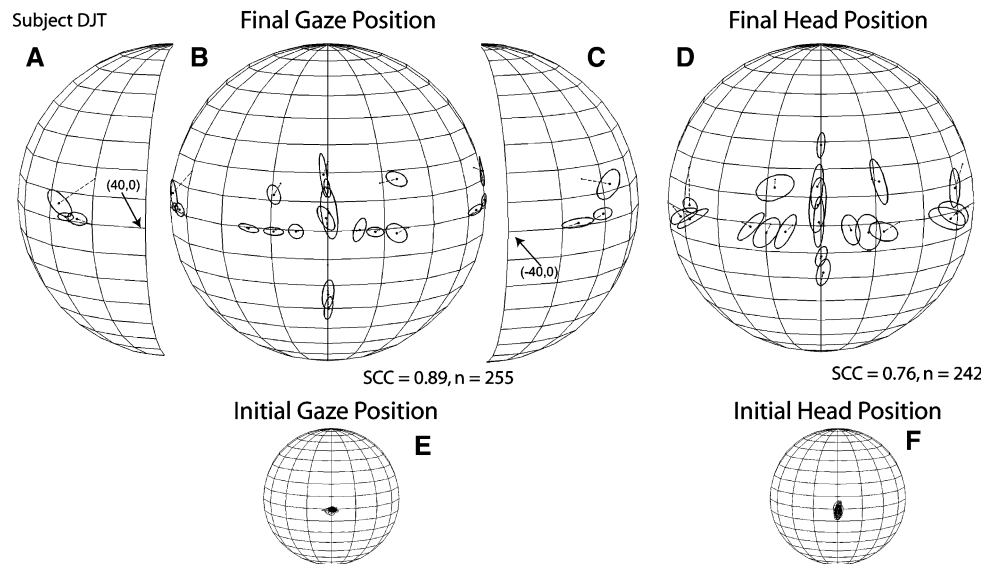 Subject DJT
Final Gaze Position
Final Head Position
A
B
C
D
(40,0)
(-40,0)
SCC = 0.89, n = 255
SCC = 0.76, n = 242
Initial Gaze Position
Initial Head Position
E
F